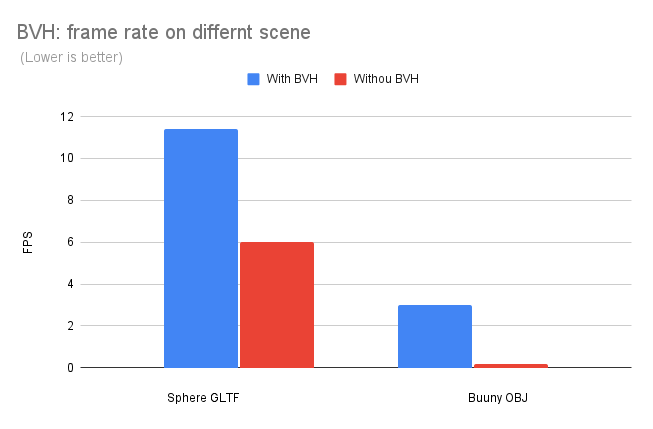 BVH: frame rate on differnt scene
(Lower is better)
With BVH
Withou BVH
12
10
8
6
4
2
0
FPS
Sphere GLTF
Buuny OBJ